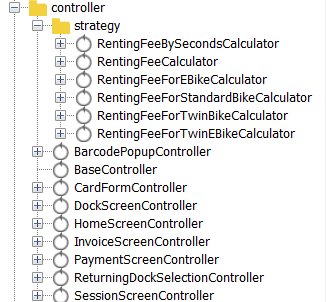 controller
strategy
RentingFeeBySecondsCalculator
RentingFeeCalculator
RentingFeeForEBikeCalculator
RentingFeeForStandardBikeCalculator
RentingFeeForTwinBikeCalculator
RentingFeeForTwinEBikeCalculator
BarcodePopupController
BaseController
CardFormController
DockScreenController
HomeScreenController
InvoiceScreenController
PaymentScreenController
ReturningDockSelectionController
SessionScreenController